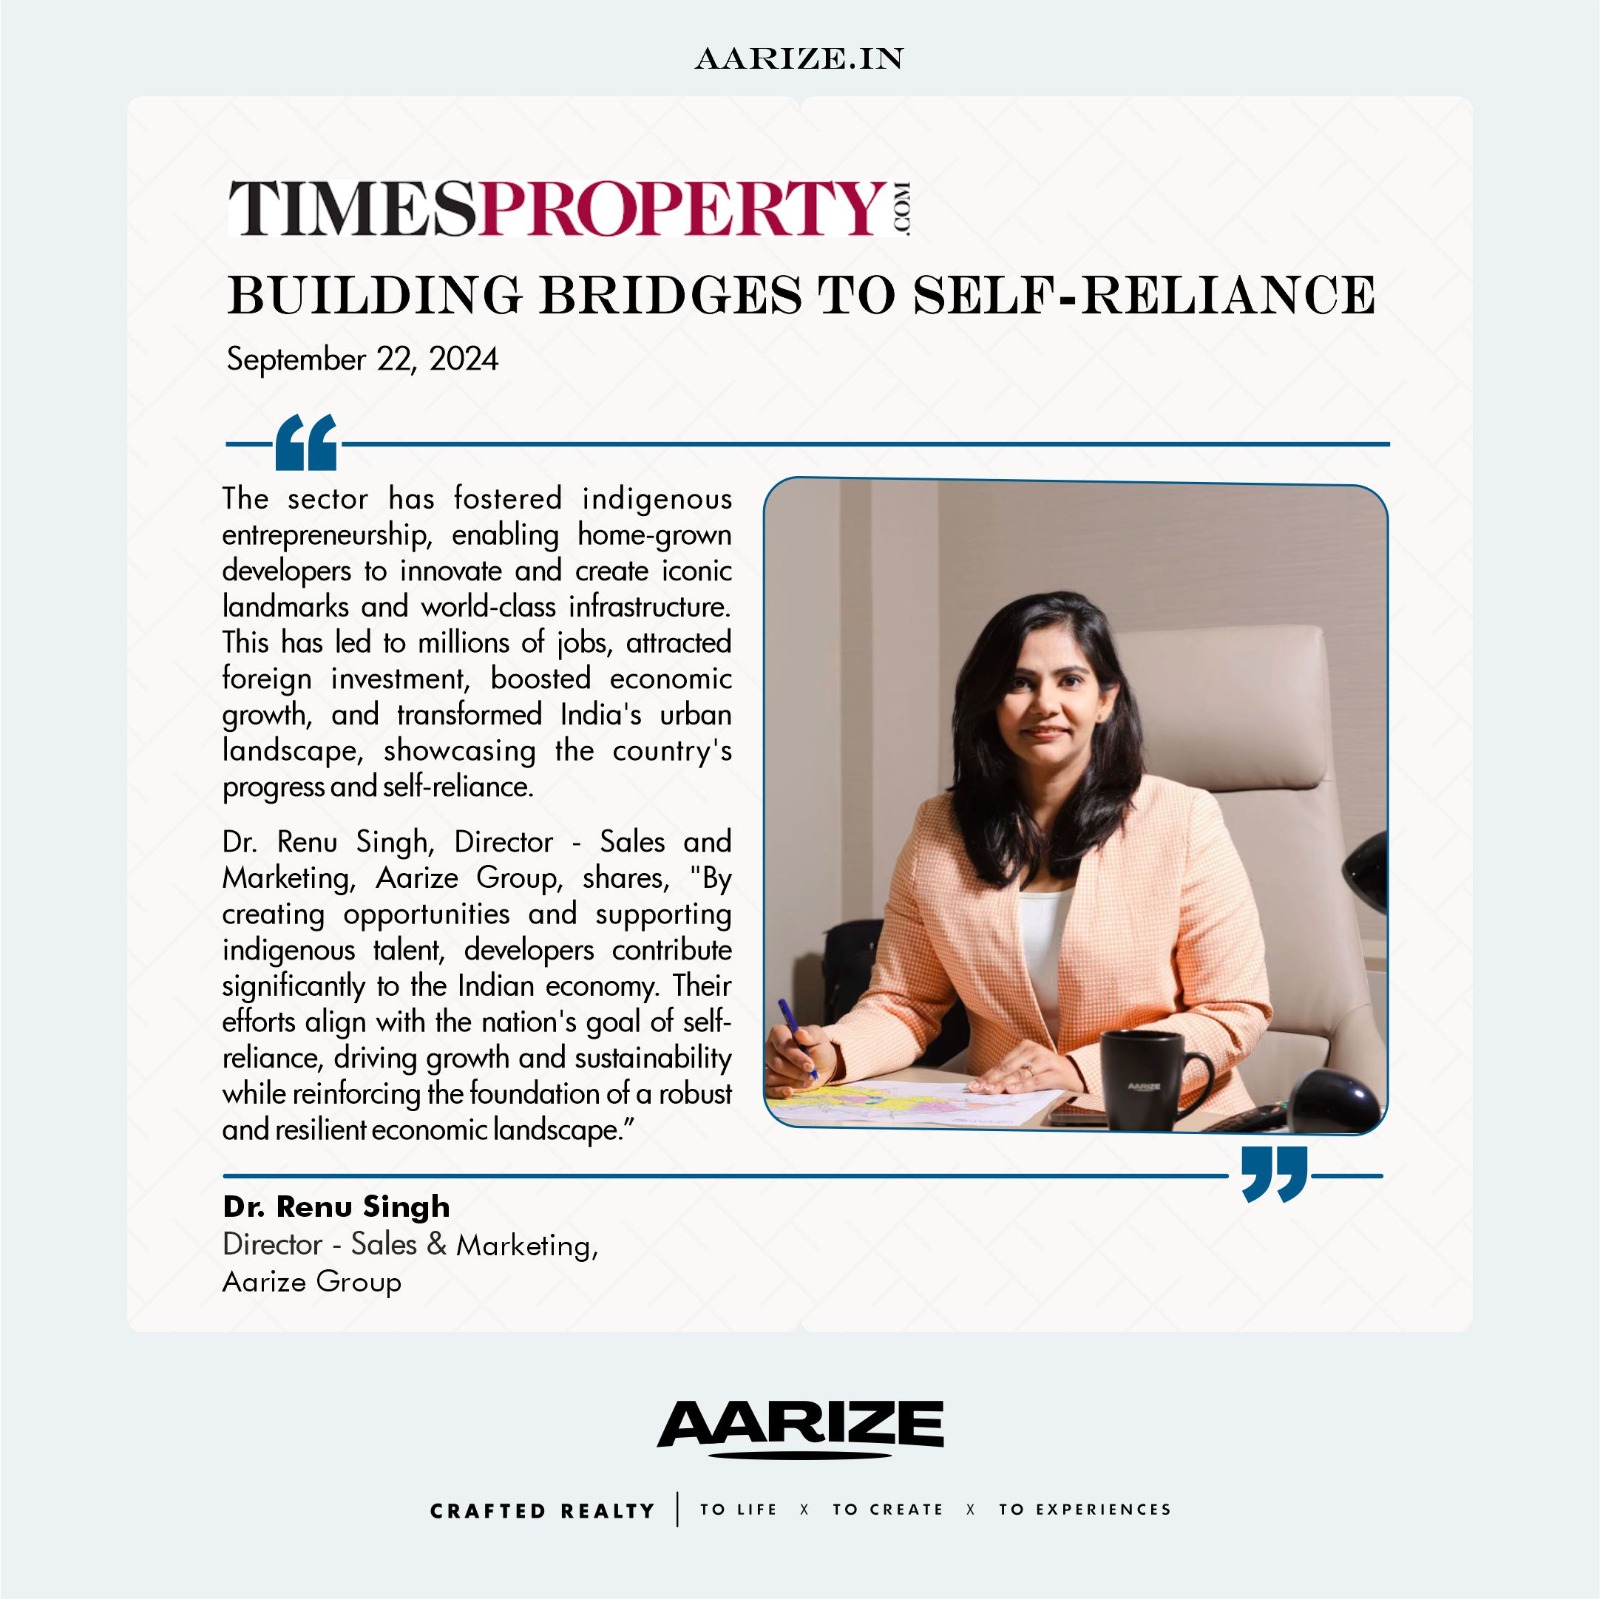 AARIZE.IN
TIMESPROPERTY.COM
BUILDING BRIDGES TO SELF-RELIANCE
September 22, 2024
The sector has fostered indigenous
entrepreneurship, enabling home-grown
developers to innovate and create iconic
landmarks and world-class infrastructure.
This has led to millions of jobs, attracted
foreign investment, boosted economic
growth, and transformed India's urban
landscape, showcasing the country's
progress and self-reliance.
Dr. Renu Singh, Director - Sales and
Marketing, Aarize Group, shares, "By
creating opportunities and supporting
indigenous talent, developers contribute
significantly to the Indian economy. Their
efforts align with the nation's goal of self-
reliance, driving growth and sustainability
while reinforcing the foundation of a robust
and resilient economic landscape.”
AARIZE
Dr. Renu Singh
Director - Sales & Marketing,
Aarize Group
AARIZE
CRAFTED REALTY | TO LIFE X TO CREATE X TO EXPERIENCES